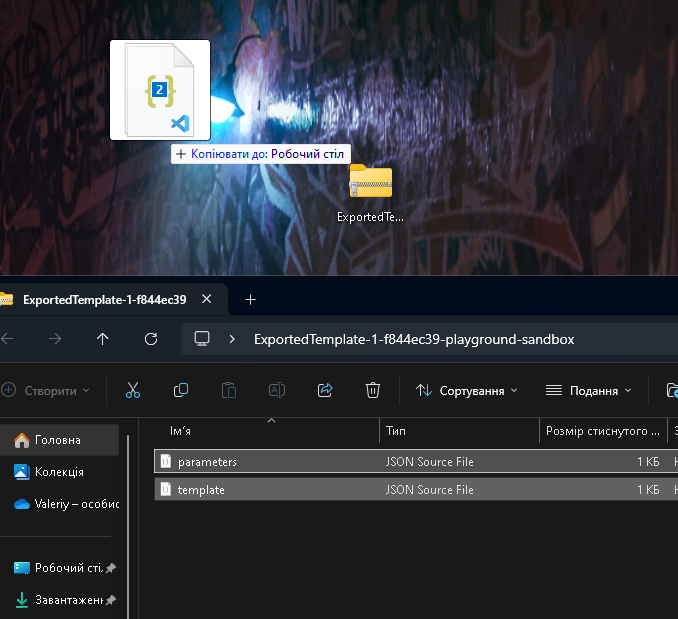 2
+ Копіювати до: Робочий стіл
ExportedTe...
ExportedTemplate-1-f844ec39
ExportedTemplate-1-f844ec39-playground-sandbox
Створити
Сортування
Подання
Ім'я
Тип
Розмір стиснутого ...
Головна
parameters
JSON Source File
1 КБ
Колекція
template
JSON Source File
1 КБ
Valeriy – особис
Робочий сті
Завантажен